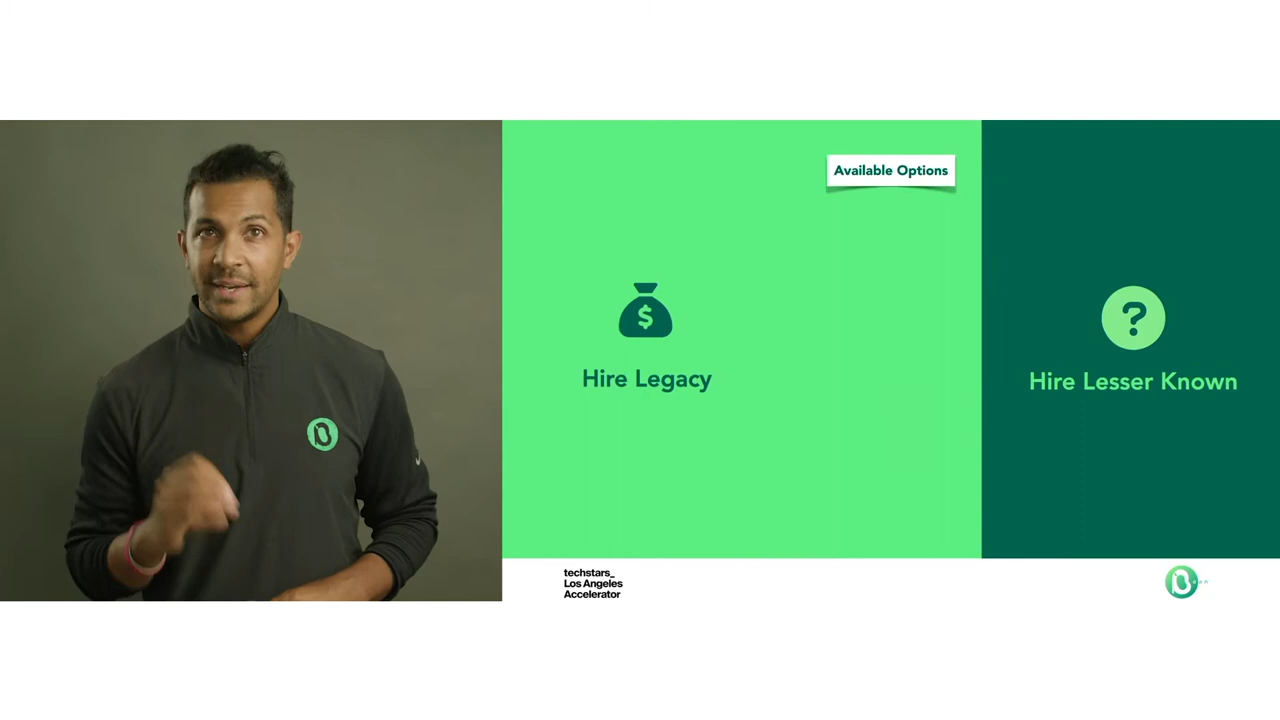 Available Options
$
Hire Legacy
?
Hire Lesser Known
techstars_
Los Angeles
Accelerator